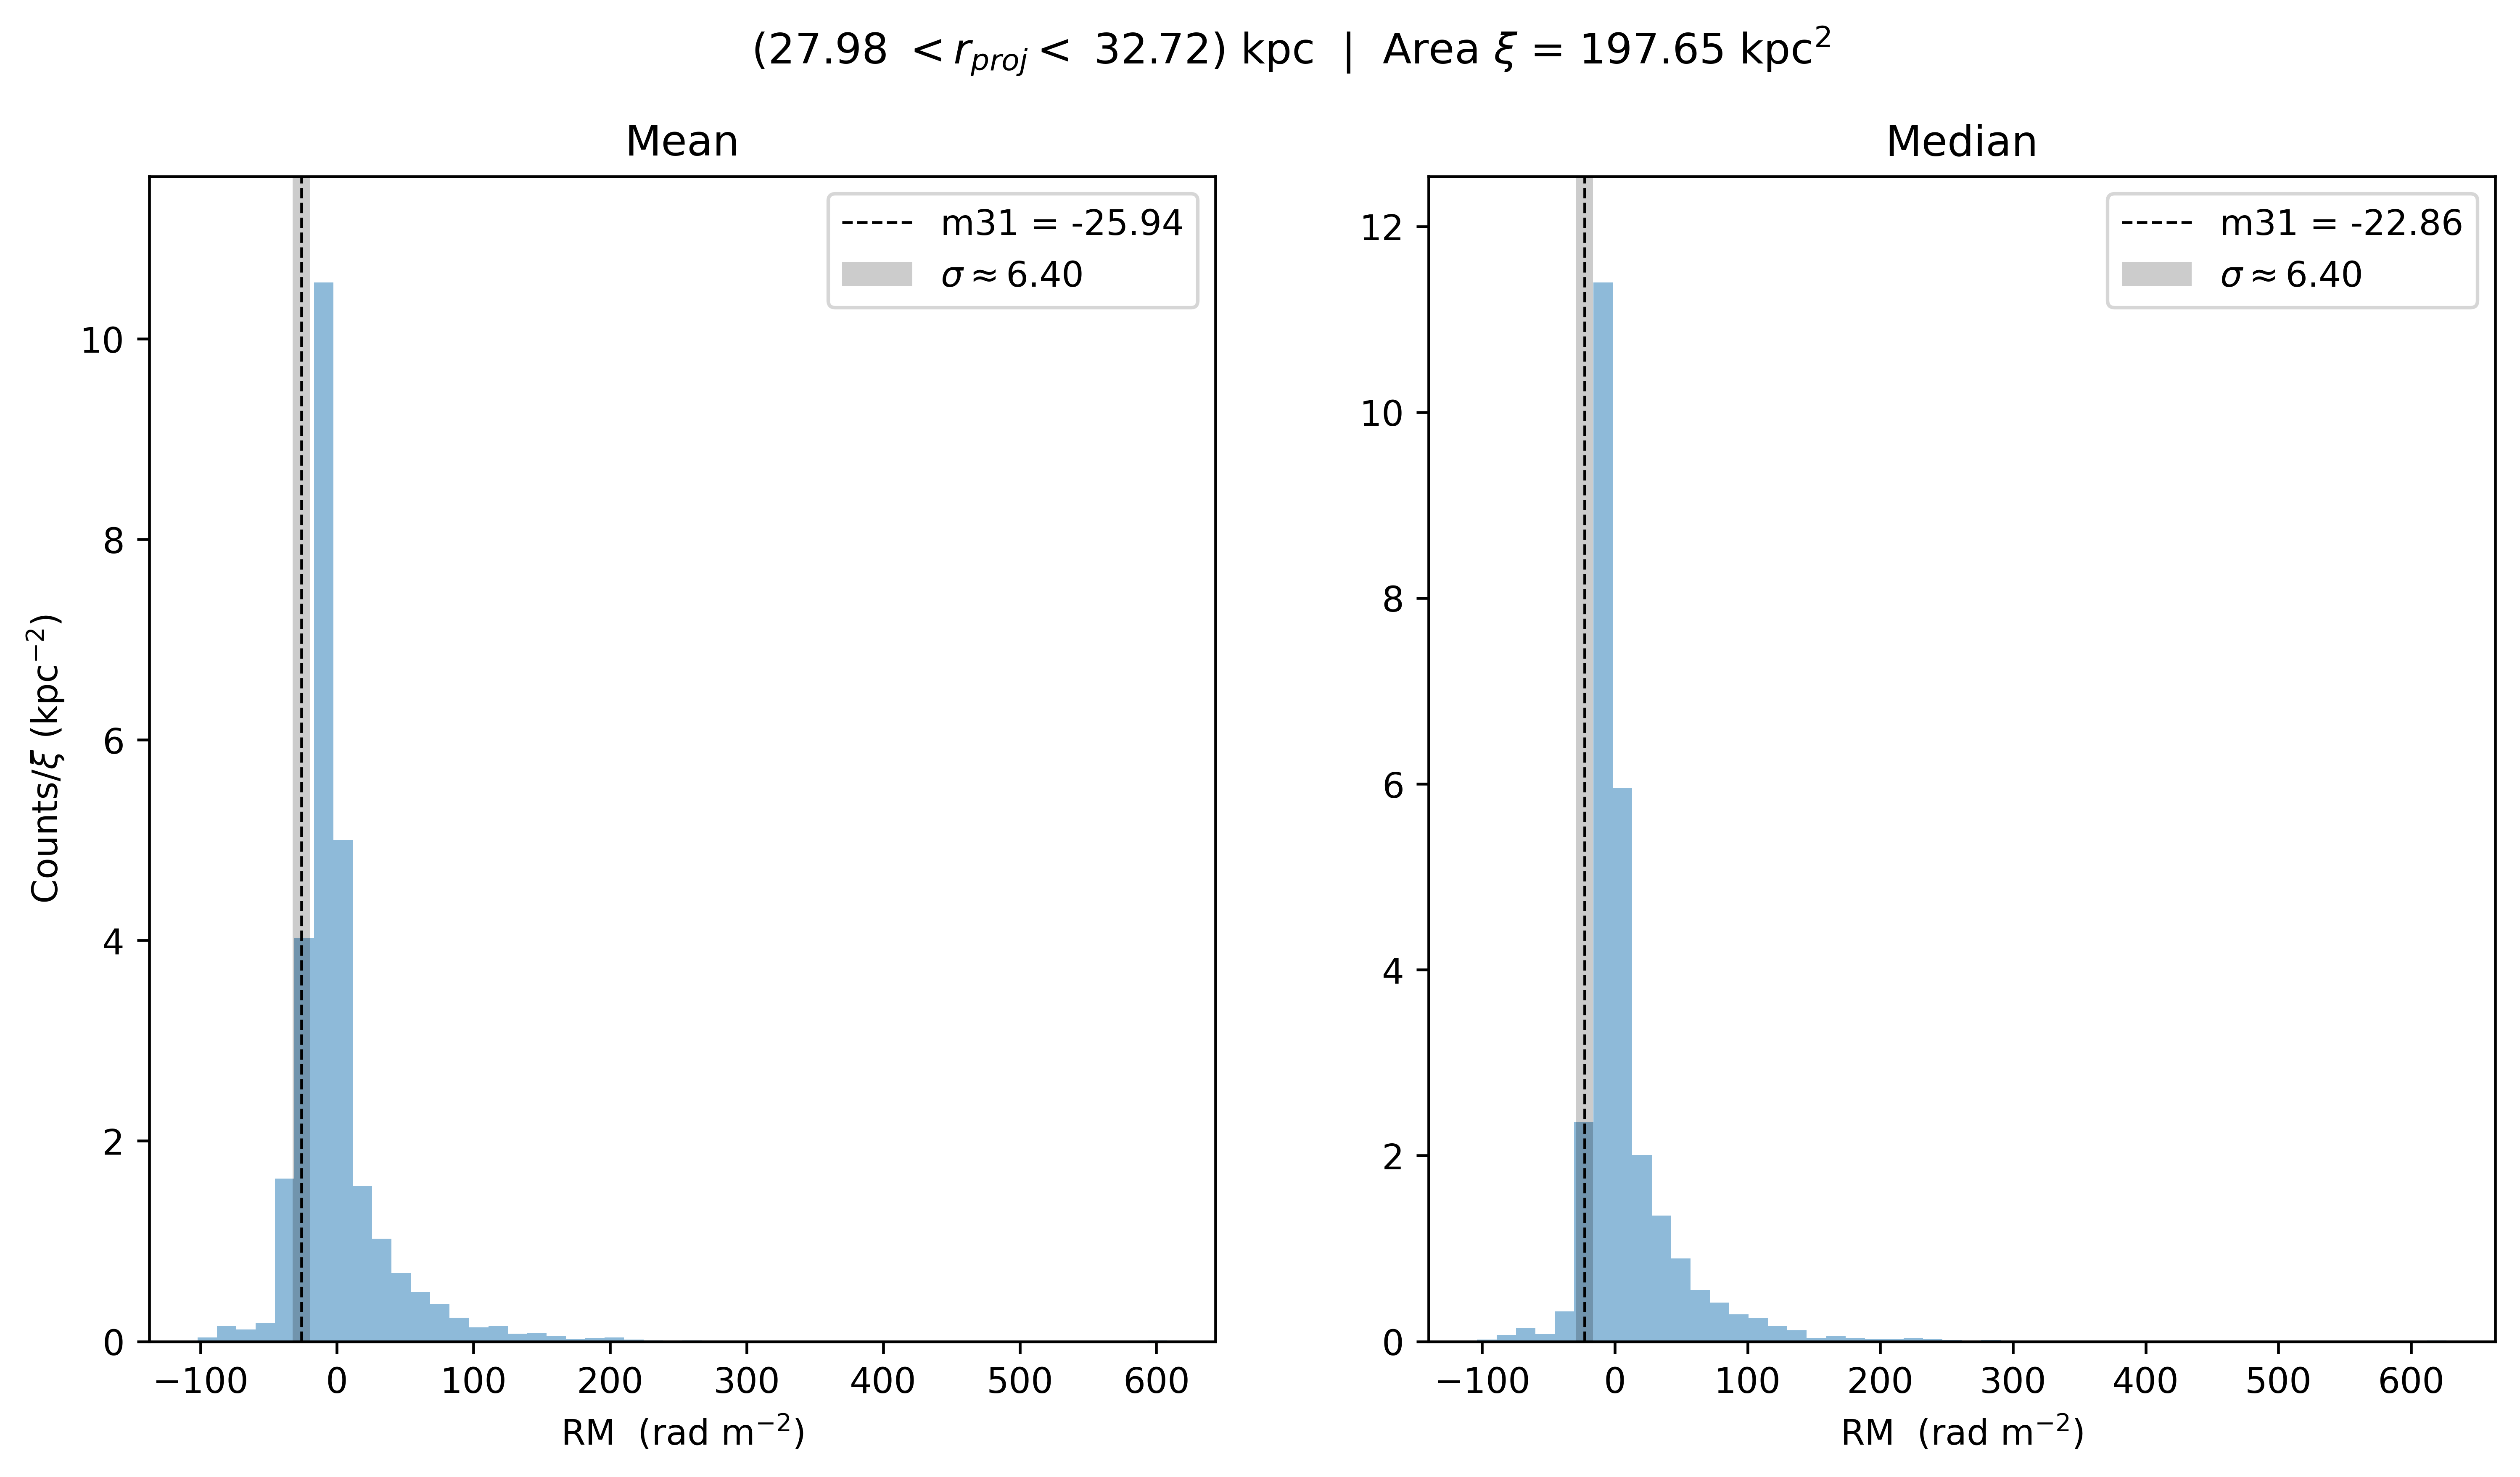 (27.98 < r_proj < 32.72) kpc | Area ξ = 197.65 kpc²
Mean
m31 = -25.94
σ ≈ 6.40
10
8
6
4
2
0
Counts/ξ (kpc⁻²)
−100 0 100 200 300 400 500 600
RM (rad m⁻²)
Median
m31 = -22.86
σ ≈ 6.40
12
10
8
6
4
2
0
−100 0 100 200 300 400 500 600
RM (rad m⁻²)